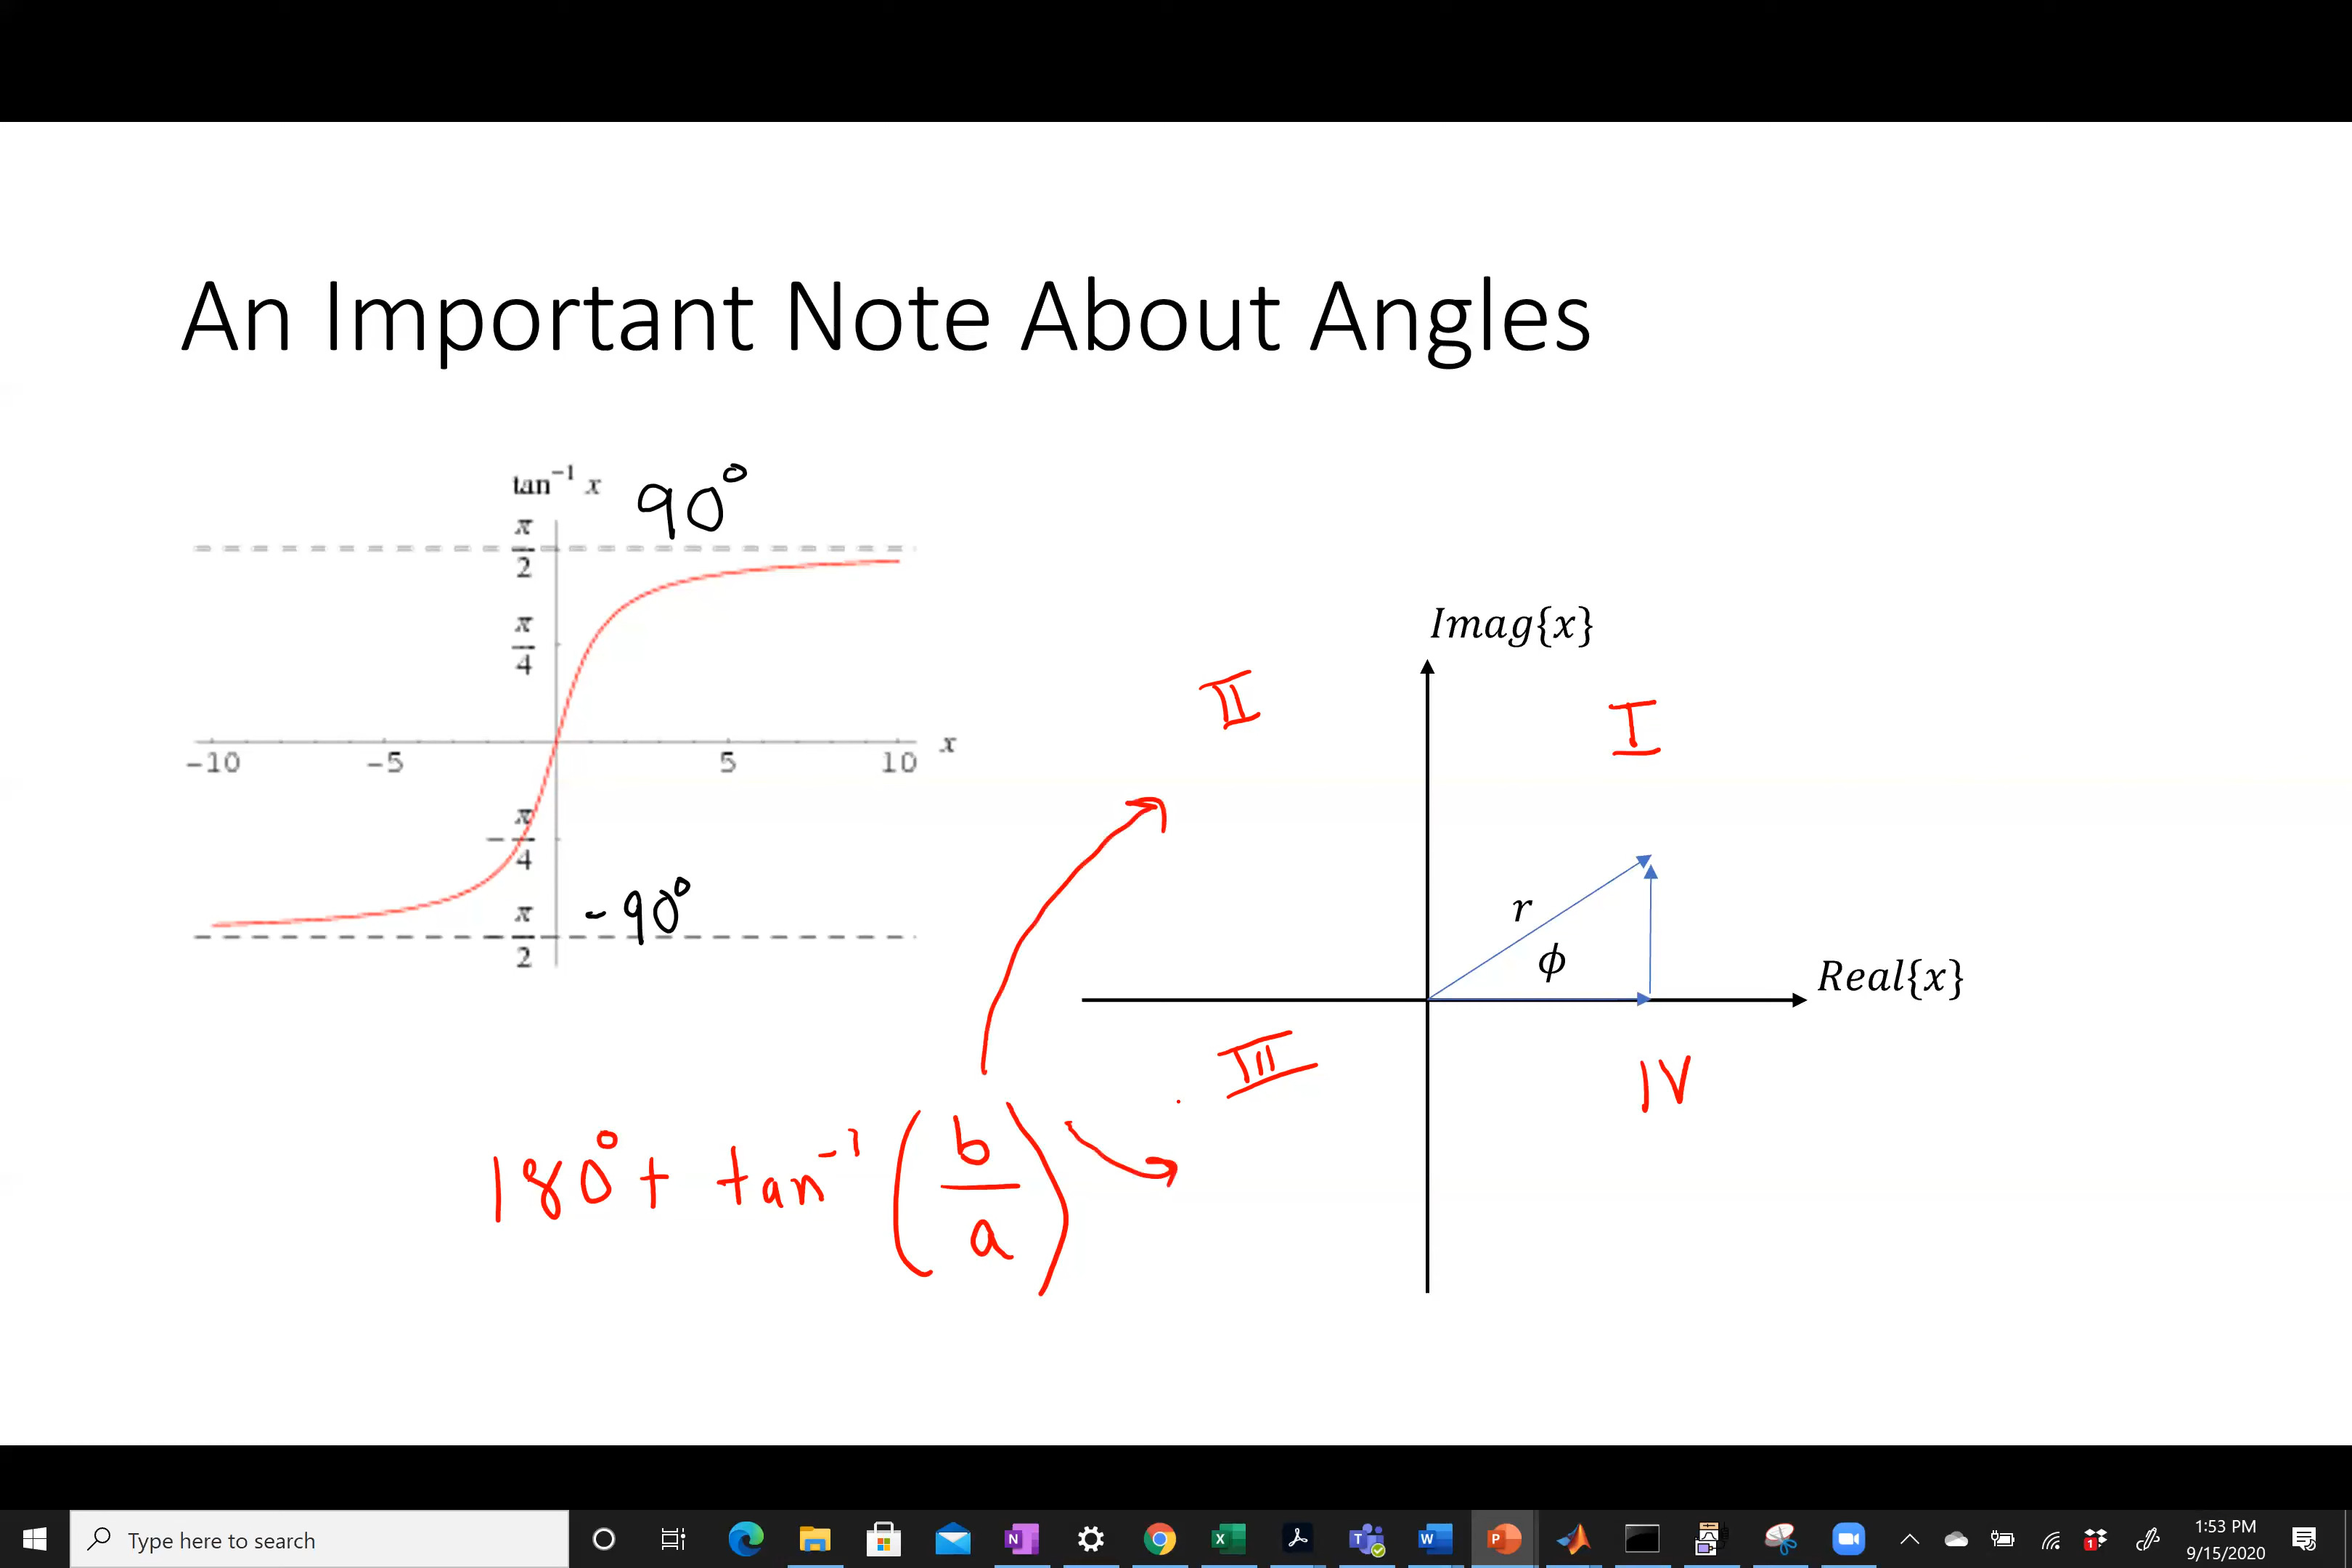 An Important Note About Angles
tan⁻¹ x
90°
π/2
π/4
-10 -5 5 10 x
-π/4
-π/2
-90°
Imag{x}
II
I
r
ϕ
Real{x}
III
IV
180° + tan⁻¹ (b/a)
Type here to search
1:53 PM
9/15/2020